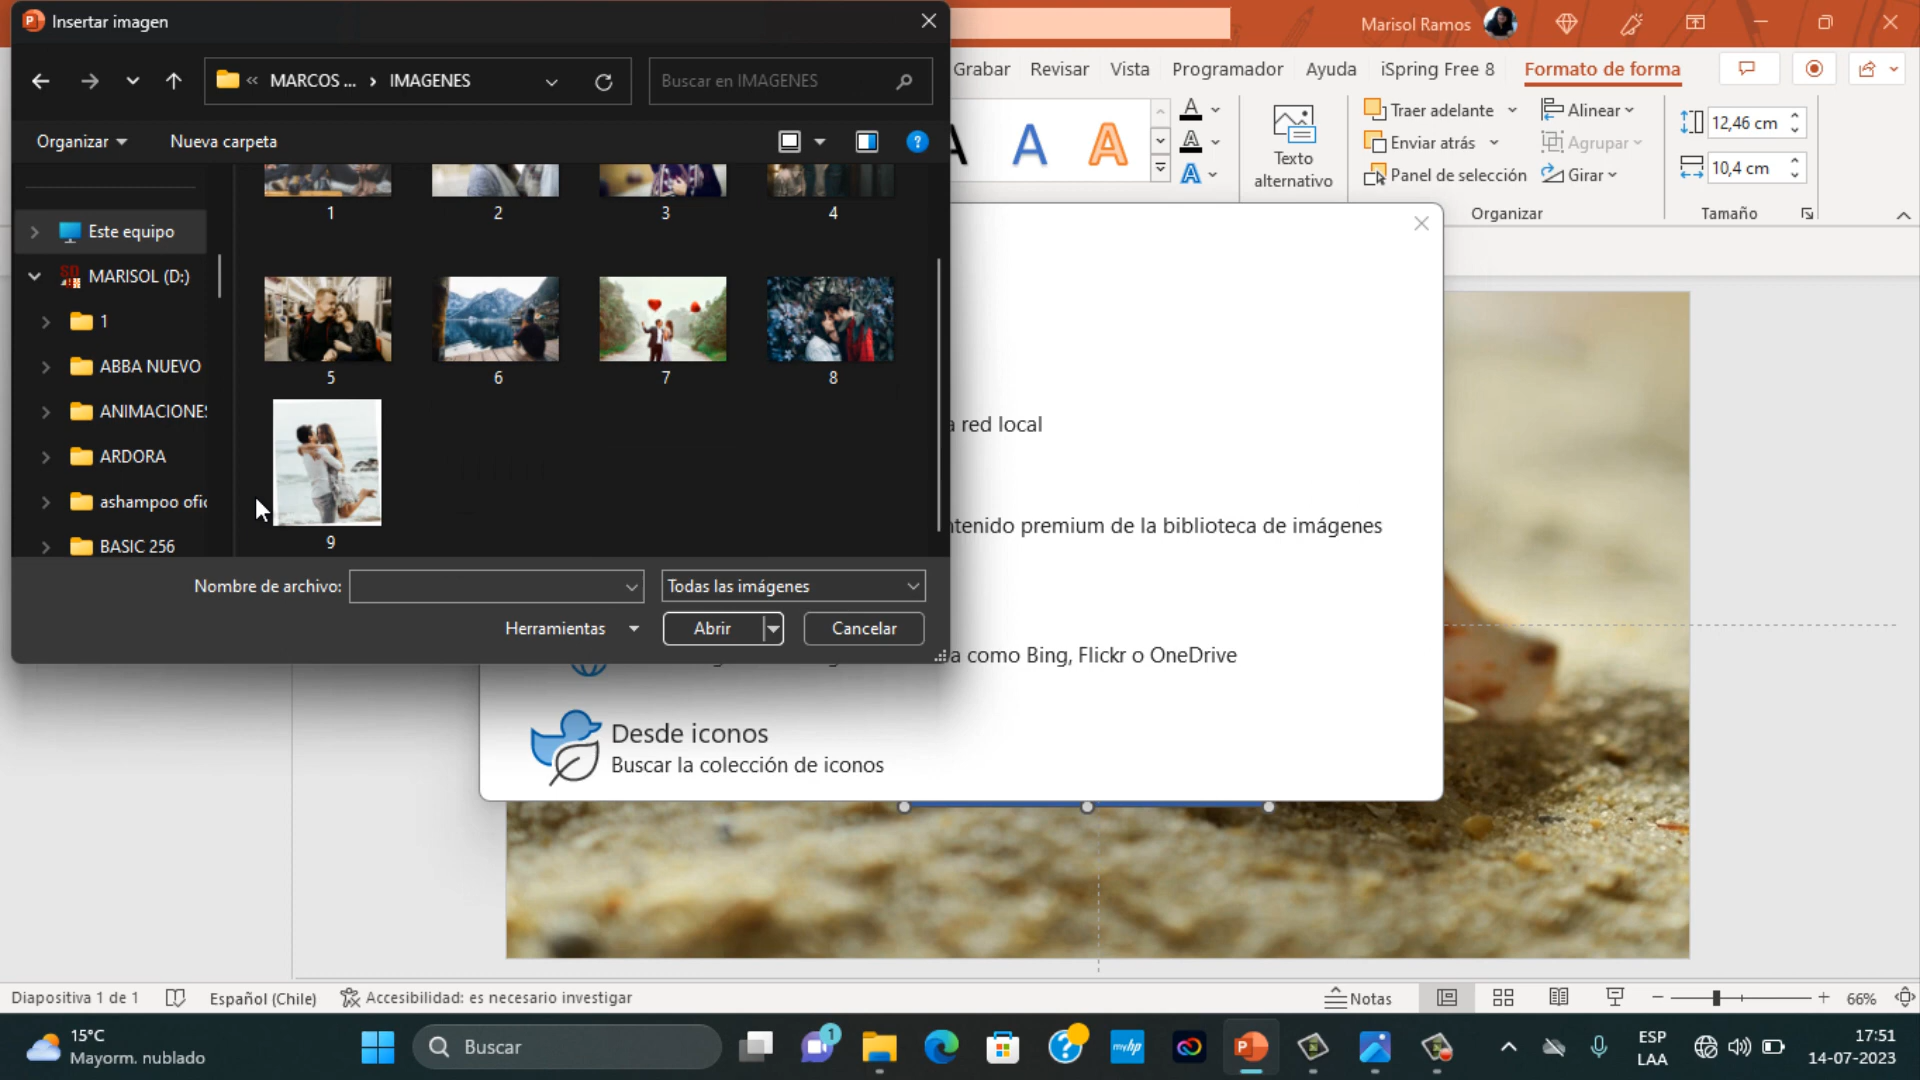 Insertar imagen
Marisol Ramos
« MARCOS ... › IMAGENES
Buscar en IMAGENES
Grabar Revisar Vista Programador Ayuda iSpring Free 8 Formato de forma
Organizar
Nueva carpeta
A A A
Texto
alternativo
Traer adelante
Enviar atrás
Panel de selección
Alinear
Agrupar
Girar
12,46 cm
10,4 cm
Organizar
Tamaño
1 2 3 4
5 6 7 8
9
Este equipo
MARISOL (D:)
1
ABBA NUEVO
ANIMACIONES
ARDORA
ashampoo ofic
BASIC 256
Nombre de archivo:
Todas las imágenes
Herramientas
Abrir
Cancelar
a red local
ntenido premium de la biblioteca de imágenes
a como Bing, Flickr o OneDrive
Desde iconos
Buscar la colección de iconos
Diapositiva 1 de 1
Español (Chile)
Accesibilidad: es necesario investigar
Notas
66%
15°C
Mayorm. nublado
Buscar
1
myhp
ESP
LAA
17:51
14-07-2023